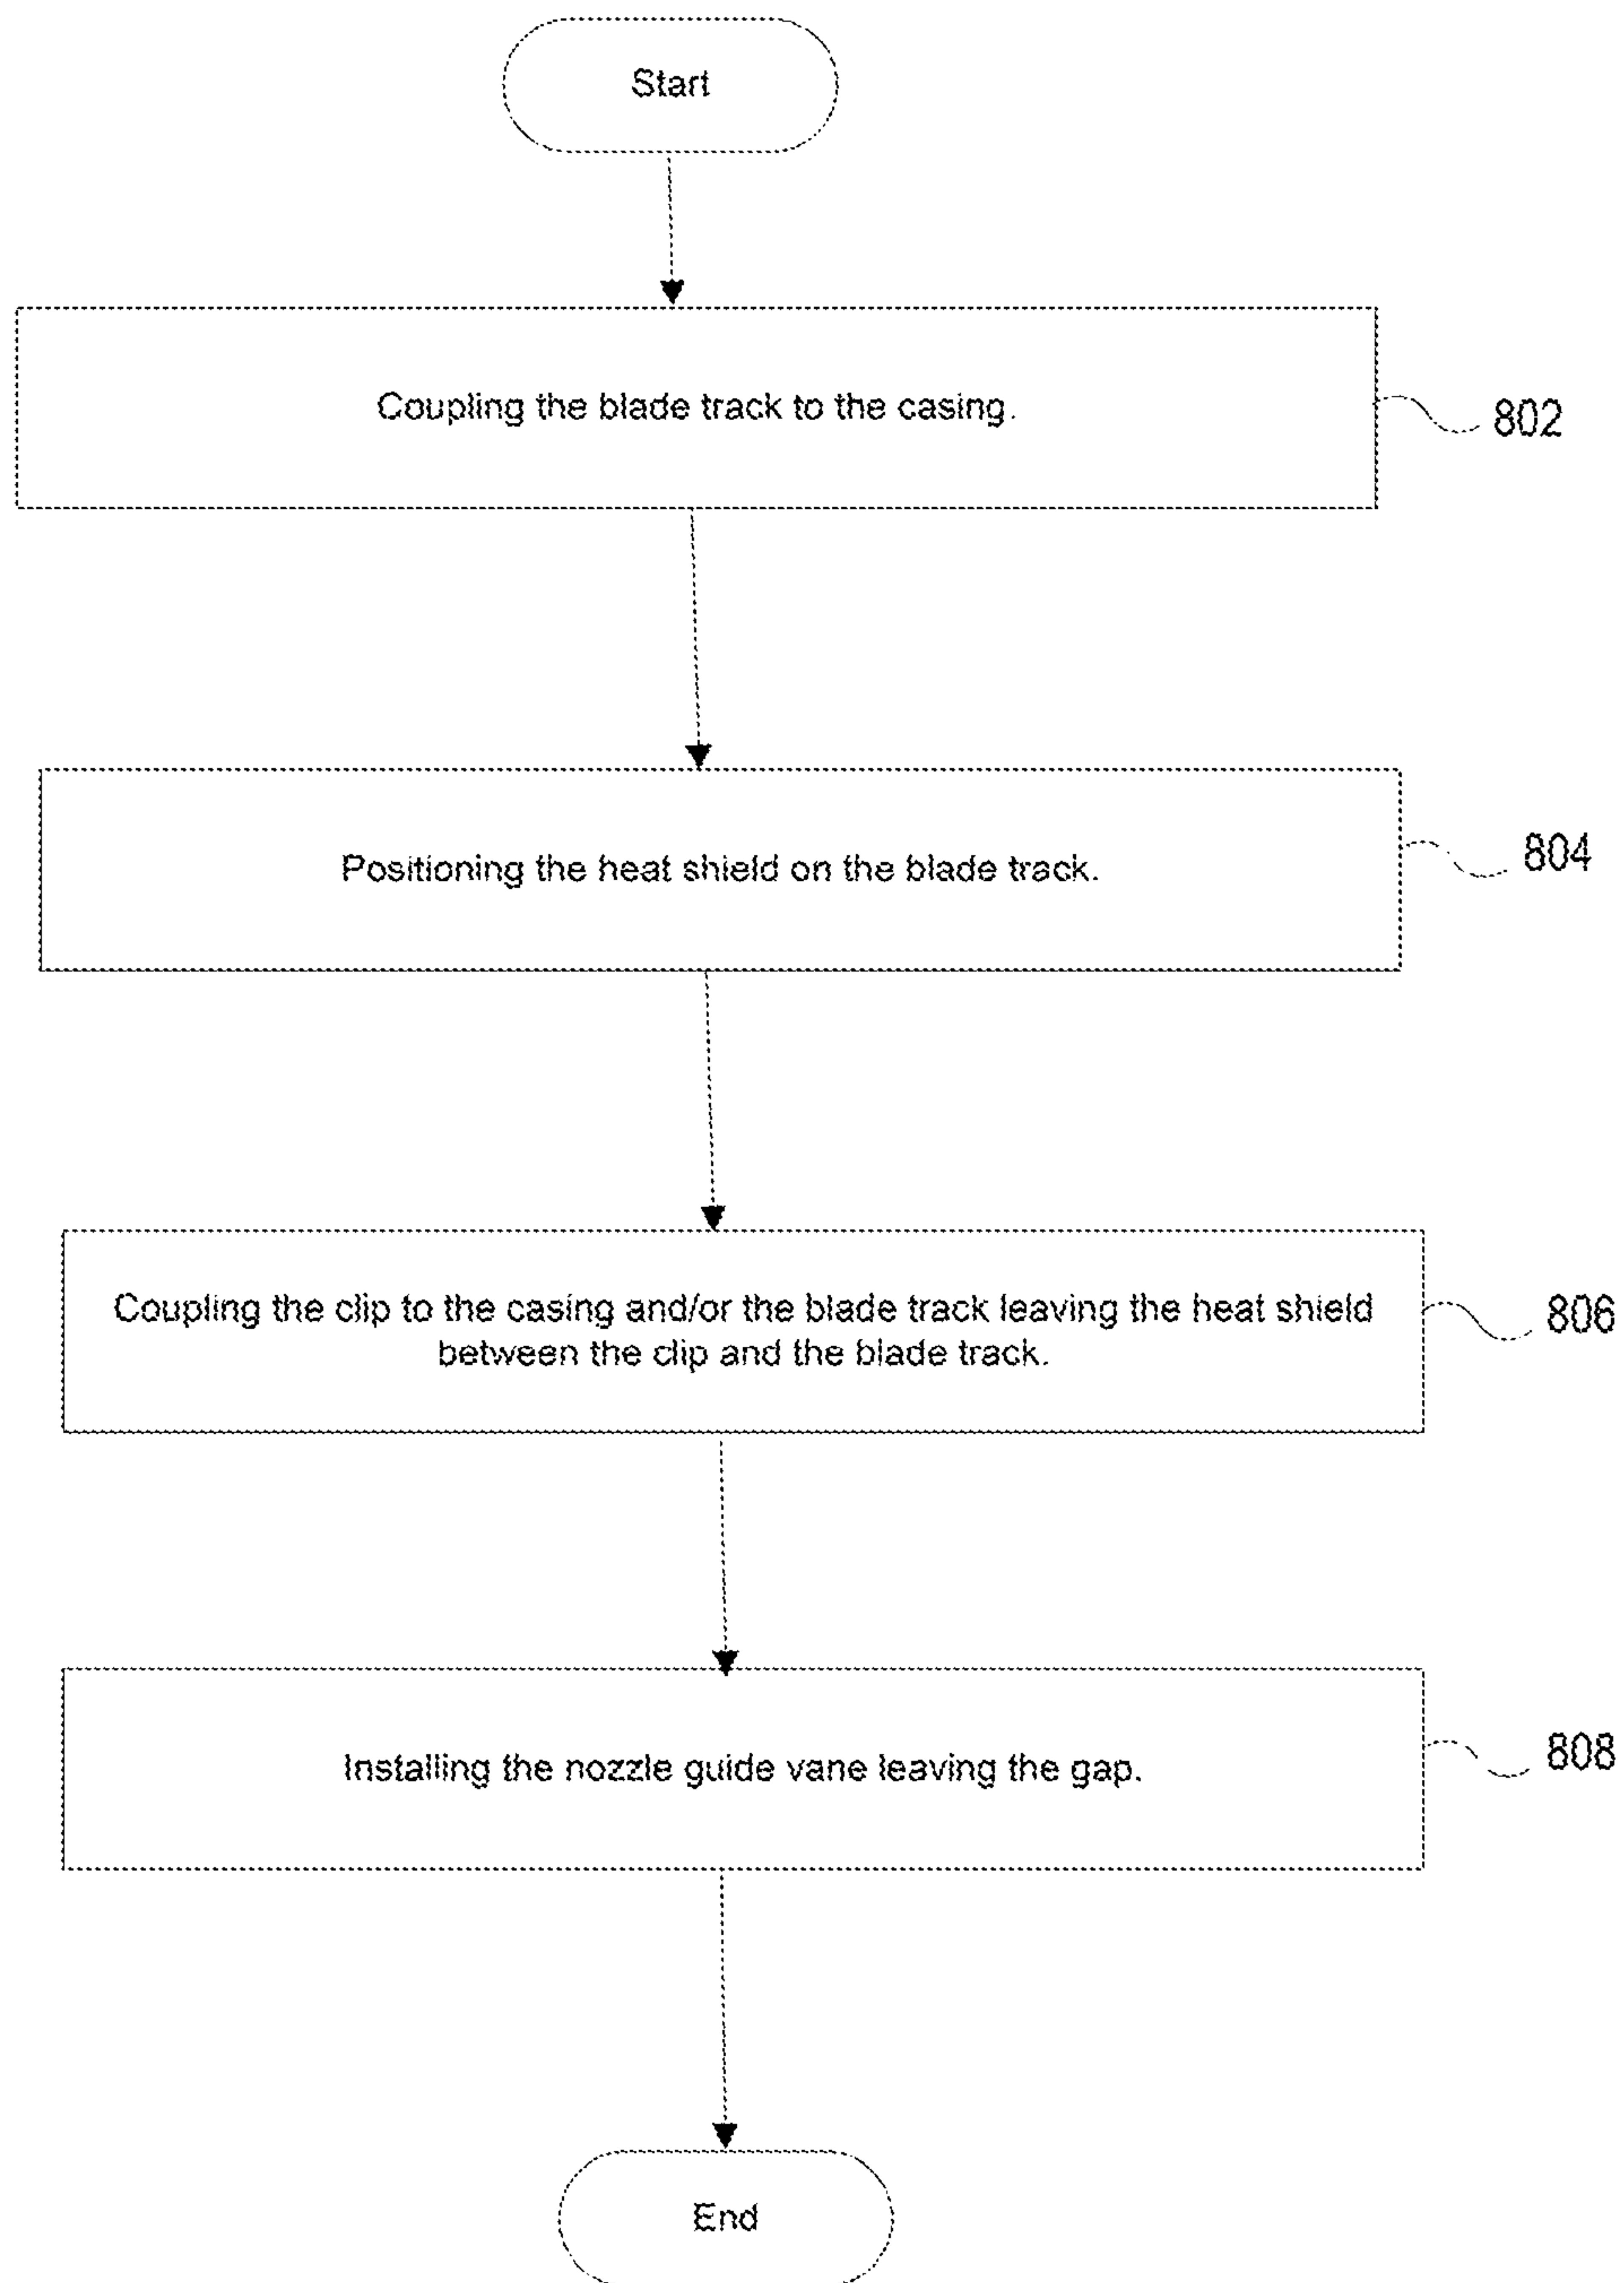 Start
Coupling the blade track to the casing.
802
Positioning the heat shield on the blade track.
804
Coupling the clip to the casing and/or the blade track leaving the heat shield
between the clip and the blade track.
806
Installing the nozzle guide vane leaving the gap.
808
End